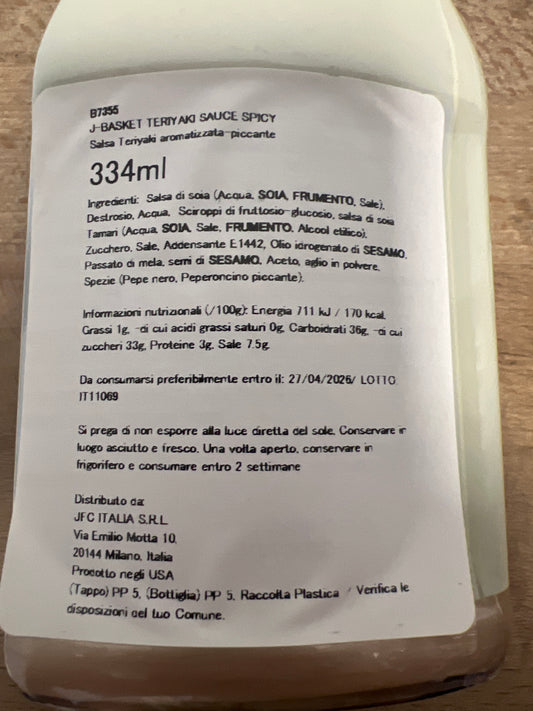 B7355
J-BASKET TERIYAKI SAUCE SPICY
Salsa Teriyaki aromatizzata-piccante
334ml
Ingredienti: Salsa di soia (Acqua, SOIA, FRUMENTO, Sale),
Destrosio, Acqua, Sciroppi di fruttosio-glucosio, salsa di soia
Tamari (Acqua, SOIA, Sale, FRUMENTO, Alcool etilico),
Zucchero, Sale, Addensante E1442, Olio idrogenato di SESAMO,
Passato di mela, semi di SESAMO, Aceto, aglio in polvere,
Spezie (Pepe nero, Peperoncino piccante).
Informazioni nutrizionali (/100g): Energia 711 kJ / 170 kcal,
Grassi 1g, -di cui acidi grassi saturi 0g, Carboidrati 36g, -di cui
zuccheri 33g, Proteine 3g, Sale 7.5g
Da consumarsi preferibilmente entro il: 27/04/2026/ LOTTO
IT11069
Si prega di non esporre alla luce diretta del sole. Conservare in
luogo asciutto e fresco. Una volta aperto, conservare in
frigorifero e consumare entro 2 settimane
Distribuito da:
JFC ITALIA S.R.L
Via Emilio Motta 10,
20144 Milano, Italia
Prodotto negli USA
(Tappo) PP 5, (Bottiglia) PP 5, Raccolta Plastica / Verifica le
disposizioni del tuo Comune.